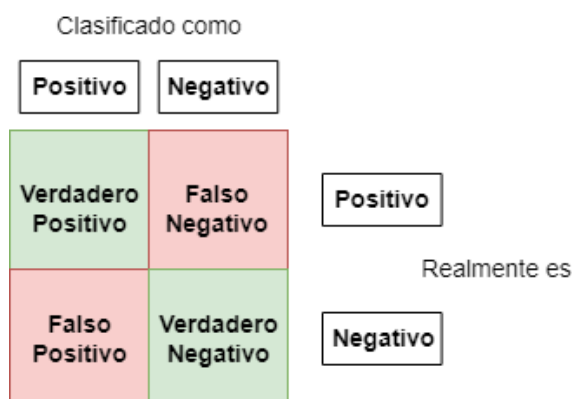 Clasificado como
Positivo Negativo
Verdadero Positivo
Falso Negativo
Positivo
Realmente es
Falso Positivo
Verdadero Negativo
Negativo